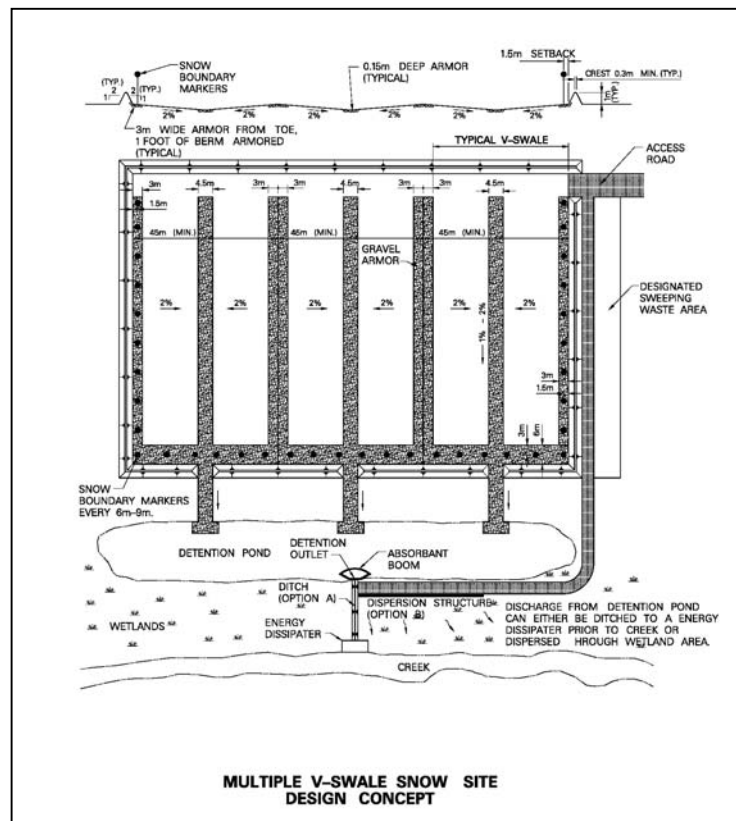 1.5m SETBACK
SNOW
BOUNDARY
MARKERS
0.15m DEEP ARMOR
(TYPICAL)
CREST 0.3m MIN. (TYP.)
(TYP.)
2
1
2
(TYP.)
1
1m
(TYP.)
2% 2% 2% 2% 2% 2%
3m WIDE ARMOR FROM TOE,
1 FOOT OF BERM ARMORED
(TYPICAL)
TYPICAL V-SWALE
ACCESS
ROAD
3m 4.5m 3m 3m 4.5m 3m 3m 4.5m
1.5m
45m (MIN.) 45m (MIN.) 45m (MIN.)
GRAVEL
ARMOR
DESIGNATED
SWEEPING
WASTE AREA
2% 2% 2% 2% 2% 2%
1% - 2%
3m
1.5m
3m
6m
SNOW
BOUNDARY MARKERS
EVERY 6m-9m.
DETENTION POND
DETENTION
OUTLET
ABSORBANT
BOOM
DITCH
(OPTION A)
DISPERSION STRUCTURE
(OPTION B)
DISCHARGE FROM DETENTION POND
CAN EITHER BE DITCHED TO A ENERGY
DISSIPATER PRIOR TO CREEK OR
DISPERSED HROUGH WETLAND AREA.
WETLANDS
ENERGY
DISSIPATER
CREEK
MULTIPLE V-SWALE SNOW SITE
DESIGN CONCEPT